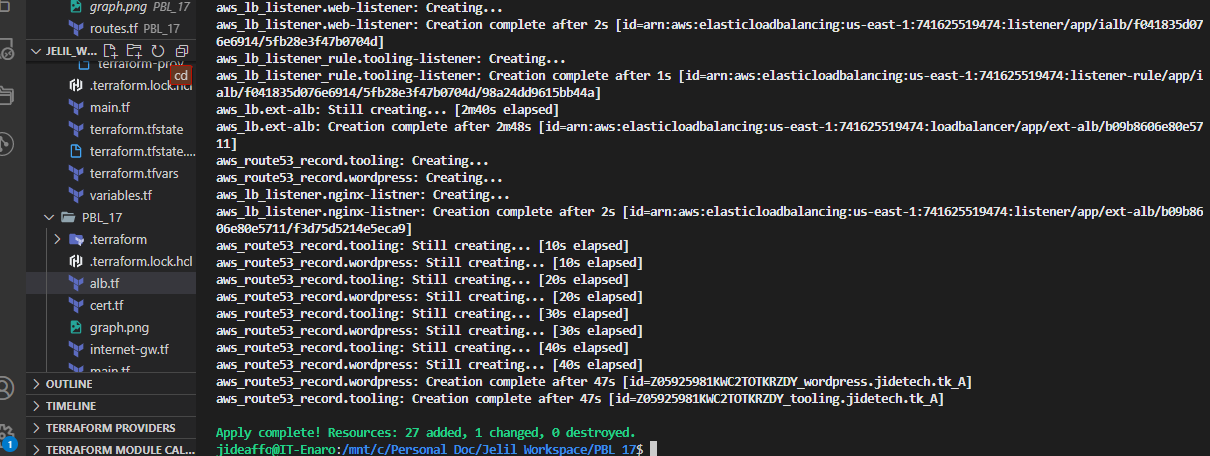 graph.png PBL_17
routes.tf PBL_17
JELIL_W...
terraform-prov
cd
.terraform.lock.hcl
main.tf
terraform.tfstate
terraform.tfstate....
terraform.tfvars
variables.tf
PBL_17
.terraform
.terraform.lock.hcl
alb.tf
cert.tf
graph.png
internet-gw.tf
main.tf
OUTLINE
TIMELINE
TERRAFORM PROVIDERS
TERRAFORM MODULE CAL...
1
aws_lb_listener.web-listener: Creating...
aws_lb_listener.web-listener: Creation complete after 2s [id=arn:aws:elasticloadbalancing:us-east-1:741625519474:listener/app/ialb/f041835d07
6e6914/5fb28e3f47b0704d]
aws_lb_listener_rule.tooling-listener: Creating...
aws_lb_listener_rule.tooling-listener: Creation complete after 1s [id=arn:aws:elasticloadbalancing:us-east-1:741625519474:listener-rule/app/i
alb/f041835d076e6914/5fb28e3f47b0704d/98a24dd9615bb44a]
aws_lb.ext-alb: Still creating... [2m40s elapsed]
aws_lb.ext-alb: Creation complete after 2m48s [id=arn:aws:elasticloadbalancing:us-east-1:741625519474:loadbalancer/app/ext-alb/b09b8606e80e57
11]
aws_route53_record.tooling: Creating...
aws_route53_record.wordpress: Creating...
aws_lb_listener.nginx-listner: Creating...
aws_lb_listener.nginx-listner: Creation complete after 2s [id=arn:aws:elasticloadbalancing:us-east-1:741625519474:listener/app/ext-alb/b09b86
06e80e5711/f3d75d5214e5eca9]
aws_route53_record.tooling: Still creating... [10s elapsed]
aws_route53_record.wordpress: Still creating... [10s elapsed]
aws_route53_record.tooling: Still creating... [20s elapsed]
aws_route53_record.wordpress: Still creating... [20s elapsed]
aws_route53_record.tooling: Still creating... [30s elapsed]
aws_route53_record.wordpress: Still creating... [30s elapsed]
aws_route53_record.tooling: Still creating... [40s elapsed]
aws_route53_record.wordpress: Still creating... [40s elapsed]
aws_route53_record.wordpress: Creation complete after 47s [id=Z05925981KWC2TOTKRZDY_wordpress.jidetech.tk_A]
aws_route53_record.tooling: Creation complete after 47s [id=Z05925981KWC2TOTKRZDY_tooling.jidetech.tk_A]
Apply complete! Resources: 27 added, 1 changed, 0 destroyed.
jideaffo@IT-Enaro:/mnt/c/Personal Doc/Jelil Workspace/PBL 17$